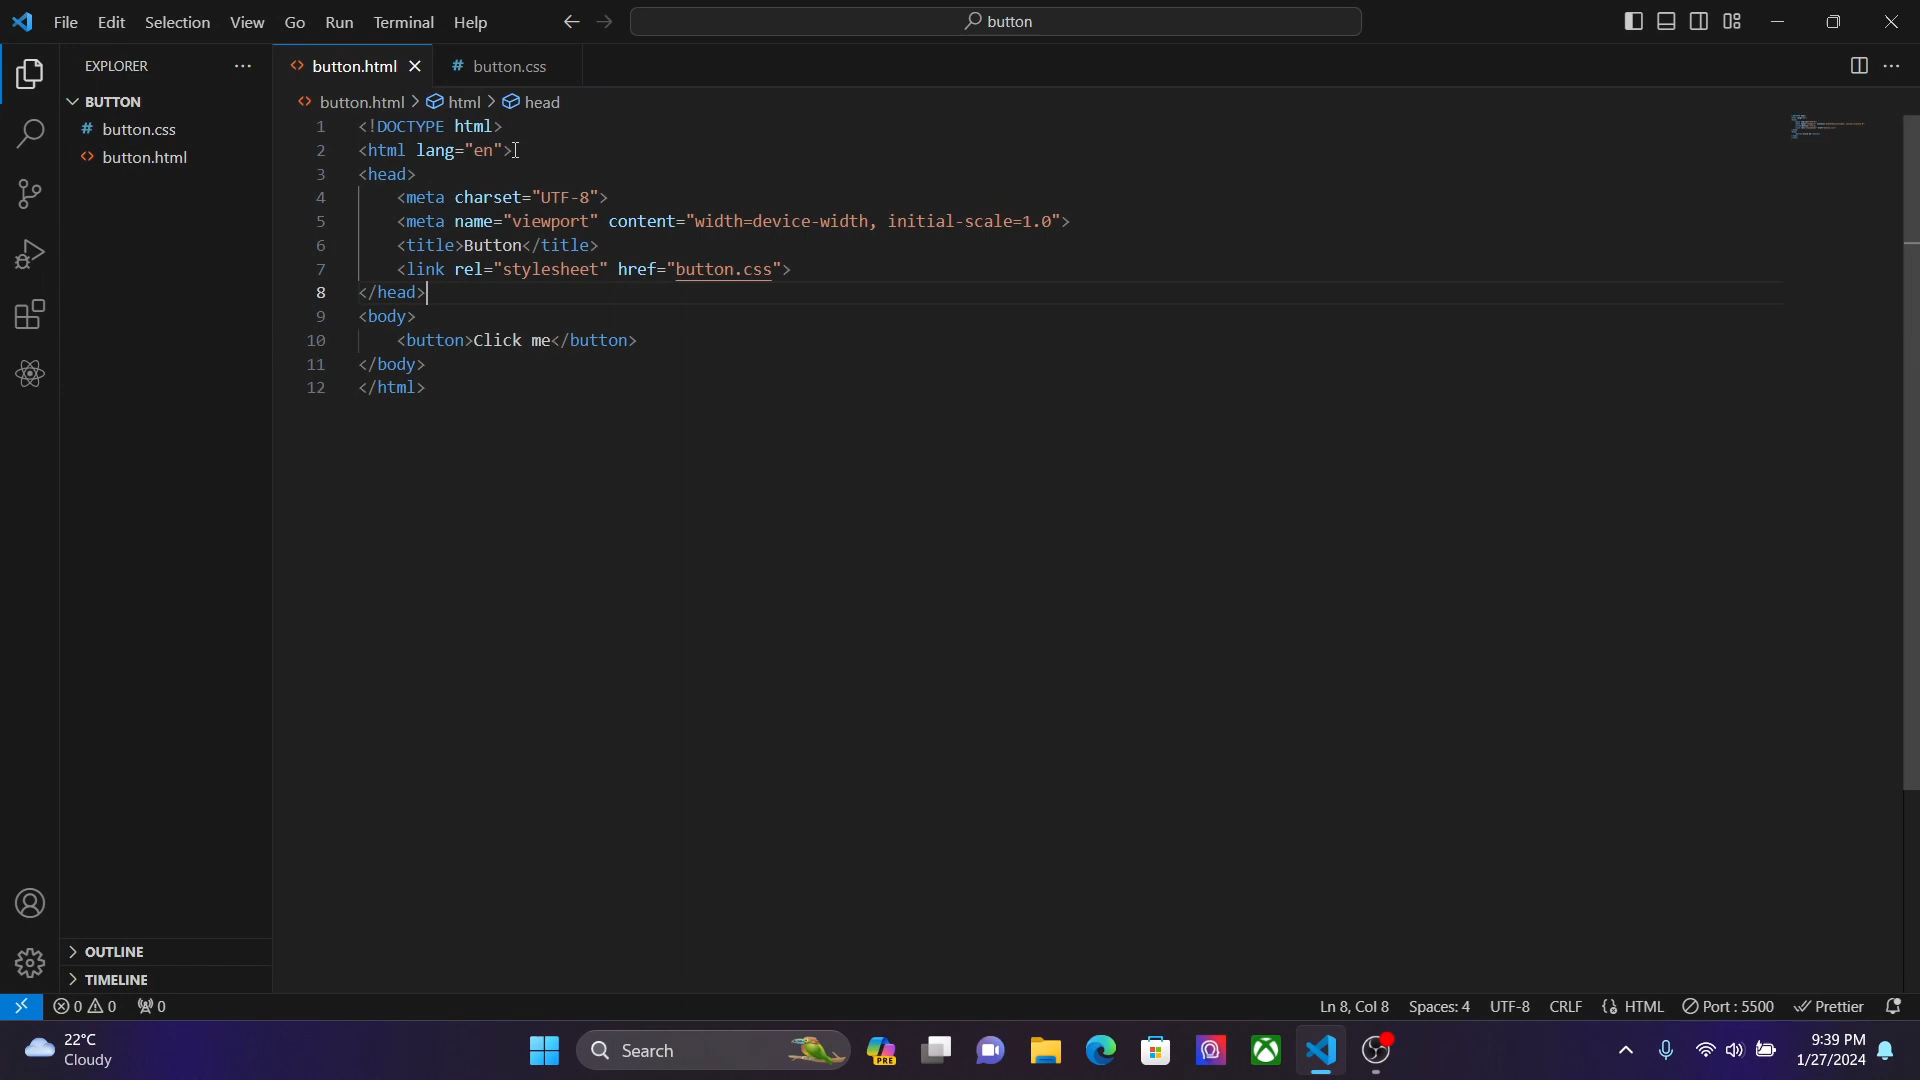 File Edit Selection View Go Run Terminal Help button
EXPLORER
BUTTON
button.css
button.html
OUTLINE
TIMELINE
button.html # button.css
button.html > html > head
1 <!DOCTYPE html>
2 <html lang="en">
3 <head>
4 <meta charset="UTF-8">
5 <meta name="viewport" content="width=device-width, initial-scale=1.0">
6 <title>Button</title>
7 <link rel="stylesheet" href="button.css">
8 </head>
9 <body>
10 <button>Click me</button>
11 </body>
12 </html>
0 0 0 Ln 8, Col 8 Spaces: 4 UTF-8 CRLF HTML Port : 5500 Prettier
22°C
Cloudy
Search
PRE
9:39 PM
1/27/2024